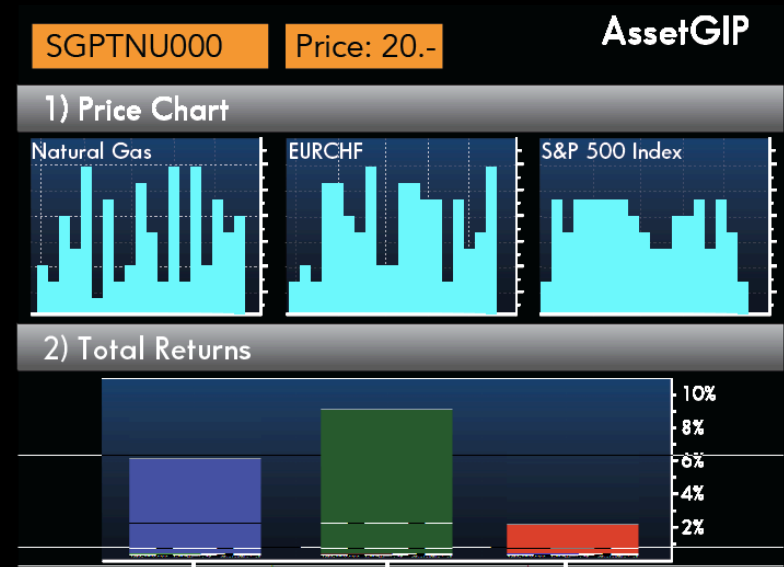 SGPTNU000
Price: 20.-
AssetGIP
1) Price Chart
Natural Gas
EURCHF
S&P 500 Index
2) Total Returns
10%
8%
6%
4%
2%